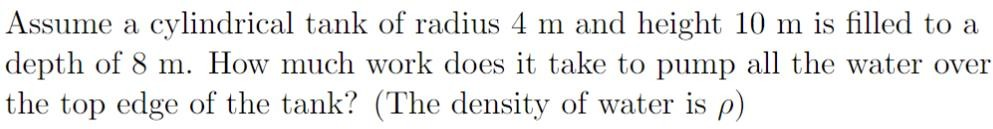 Assume a cylindrical tank of radius 4 m and height 10 m is filled to a
depth of 8 m. How much work does it take to pump all the water over
the top edge of the tank? (The density of water is ρ)